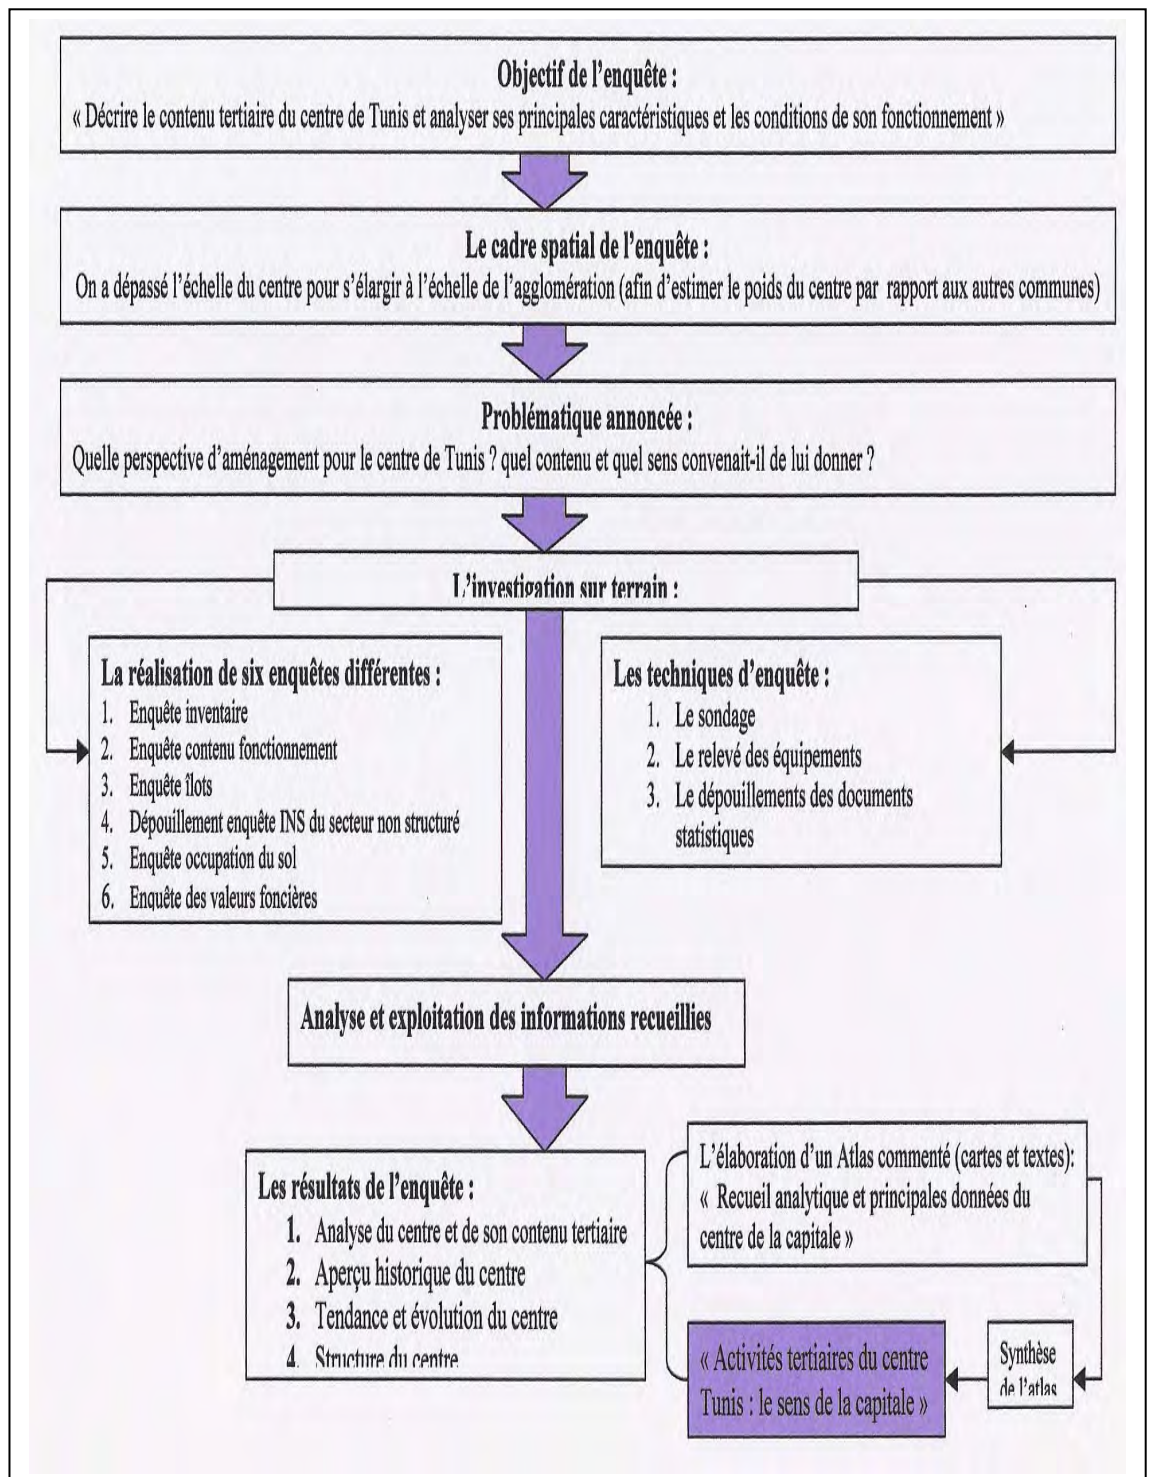 Objectif de l'enquête :
« Décrire le contenu tertiaire du centre de Tunis et analyser ses principales caractéristiques et les conditions de son fonctionnement »
Le cadre spatial de l'enquête :
On a dépassé l'échelle du centre pour s'élargir à l'échelle de l'agglomération (afin d'estimer le poids du centre par rapport aux autres communes)
Problématique annoncée :
Quelle perspective d'aménagement pour le centre de Tunis ? quel contenu et quel sens convenait-il de lui donner ?
L'investigation sur terrain :
La réalisation de six enquêtes différentes :
1. Enquête inventaire
2. Enquête contenu fonctionnement
3. Enquête îlots
4. Dépouillement enquête INS du secteur non structuré
5. Enquête occupation du sol
6. Enquête des valeurs foncières
Les techniques d'enquête :
1. Le sondage
2. Le relevé des équipements
3. Le dépouillements des documents
statistiques
Analyse et exploitation des informations recueillies
Les résultats de l'enquête :
1. Analyse du centre et de son contenu tertiaire
2. Aperçu historique du centre
3. Tendance et évolution du centre
4. Structure du centre
L'élaboration d'un Atlas commenté (cartes et textes):
« Recueil analytique et principales données du
centre de la capitale »
« Activités tertiaires du centre
Tunis : le sens de la capitale »
Synthèse
de l'atlas